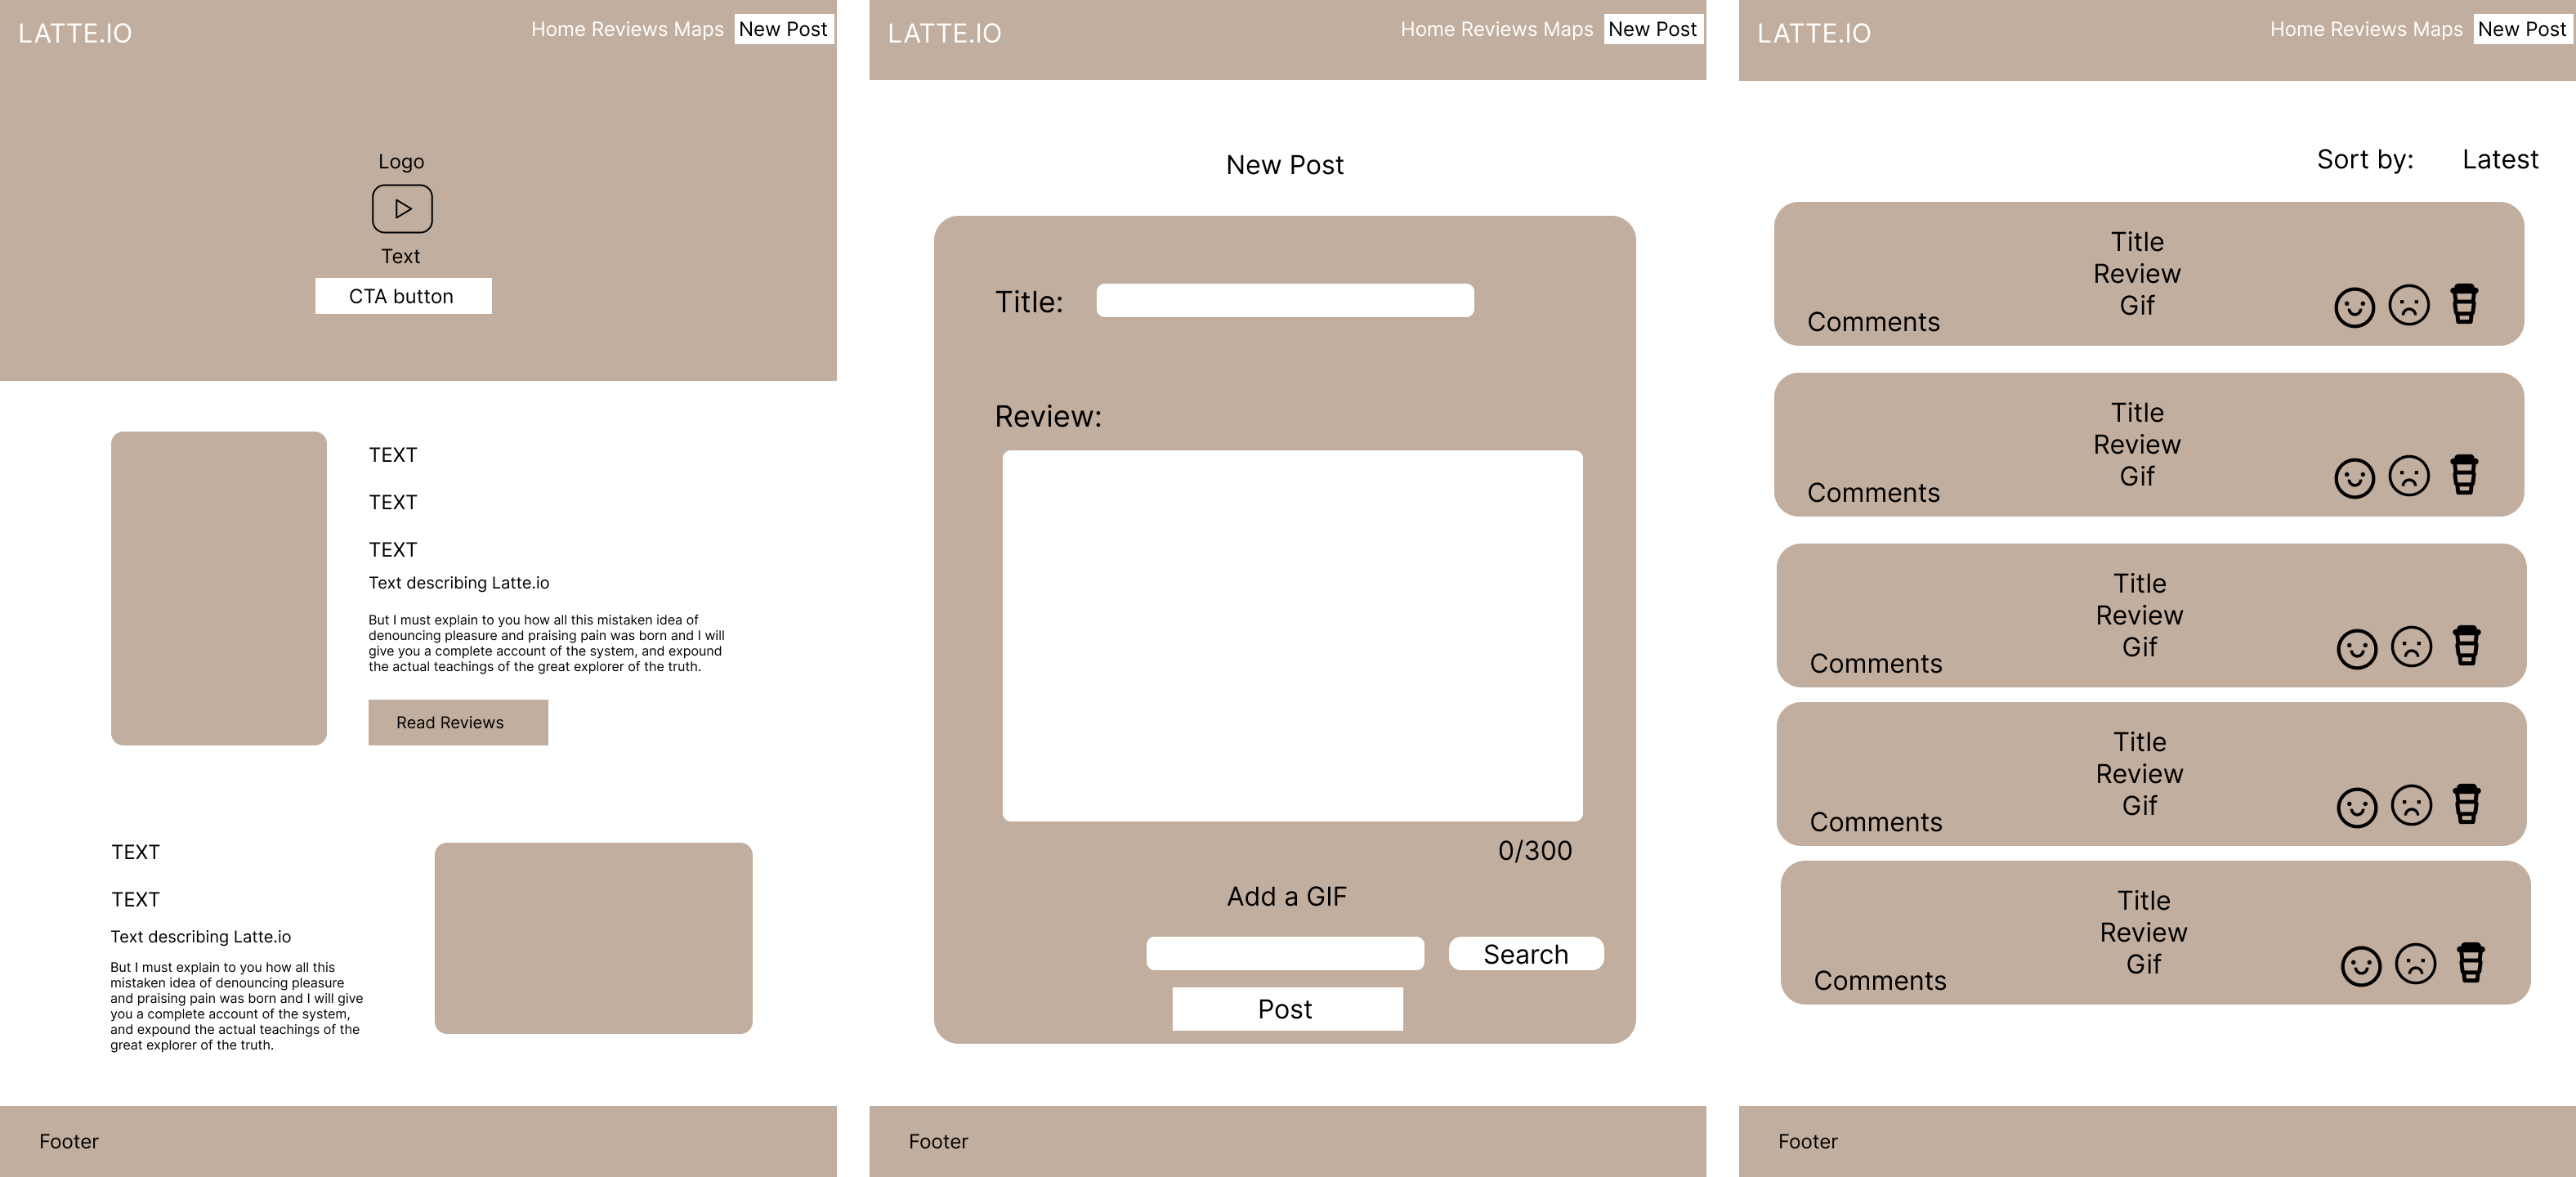 LATTE.IO
Home Reviews Maps
New Post
Logo
Text
CTA button
TEXT
TEXT
TEXT
Text describing Latte.io
But I must explain to you how all this mistaken idea of
denouncing pleasure and praising pain was born and I will
give you a complete account of the system, and expound
the actual teachings of the great explorer of the truth.
Read Reviews
TEXT
TEXT
Text describing Latte.io
But I must explain to you how all this
mistaken idea of denouncing pleasure
and praising pain was born and I will give
you a complete account of the system,
and expound the actual teachings of the
great explorer of the truth.
Footer
LATTE.IO
Home Reviews Maps
New Post
New Post
Title:
Review:
0/300
Add a GIF
Search
Post
Footer
LATTE.IO
Home Reviews Maps
New Post
Sort by: Latest
Title
Review
Gif
Comments
Title
Review
Gif
Comments
Title
Review
Gif
Comments
Title
Review
Gif
Comments
Title
Review
Gif
Comments
Footer